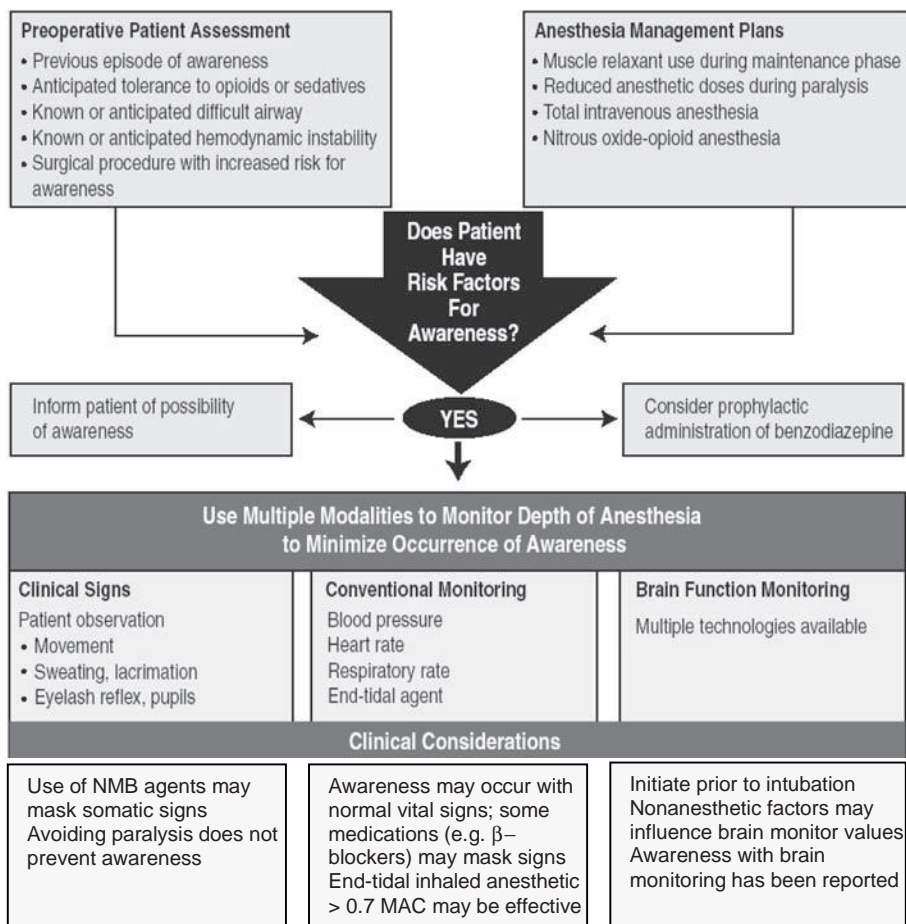 Preoperative Patient Assessment
• Previous episode of awareness
• Anticipated tolerance to opioids or sedatives
• Known or anticipated difficult airway
• Known or anticipated hemodynamic instability
• Surgical procedure with increased risk for
awareness
Anesthesia Management Plans
• Muscle relaxant use during maintenance phase
• Reduced anesthetic doses during paralysis
• Total intravenous anesthesia
• Nitrous oxide-opioid anesthesia
Does Patient
Have
Risk Factors
For
Awareness?
Inform patient of possibility
of awareness
YES
Consider prophylactic
administration of benzodiazepine
Use Multiple Modalities to Monitor Depth of Anesthesia
to Minimize Occurrence of Awareness
Clinical Signs
Patient observation
• Movement
• Sweating, lacrimation
• Eyelash reflex, pupils
Conventional Monitoring
Blood pressure
Heart rate
Respiratory rate
End-tidal agent
Brain Function Monitoring
Multiple technologies available
Clinical Considerations
Use of NMB agents may
mask somatic signs
Avoiding paralysis does not
prevent awareness
Awareness may occur with
normal vital signs; some
medications (e.g. β–
blockers) may mask signs
End-tidal inhaled anesthetic
> 0.7 MAC may be effective
Initiate prior to intubation
Nonanesthetic factors may
influence brain monitor values
Awareness with brain
monitoring has been reported